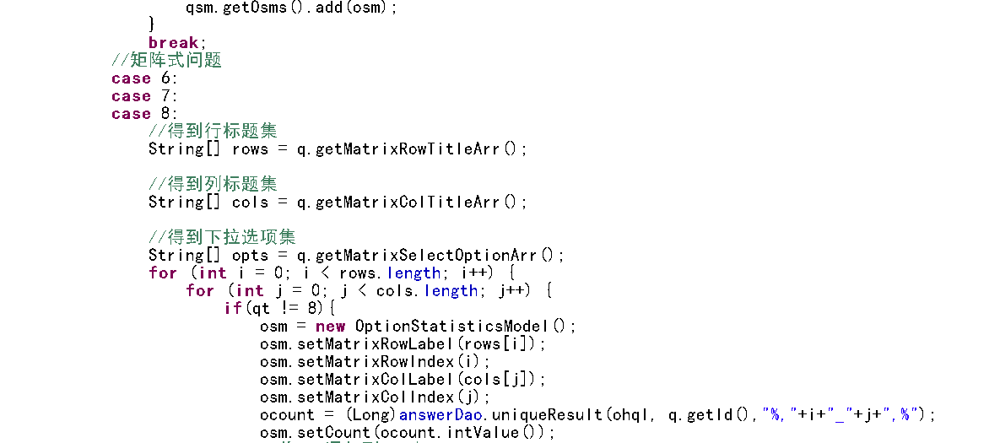 qsm.getOsms().add(osm);
}
break;
//矩阵式问题
case 6:
case 7:
case 8:
//得到行标题集
String[] rows = q.getMatrixRowTitleArr();
//得到列标题集
String[] cols = q.getMatrixColTitleArr();
//得到下拉选项集
String[] opts = q.getMatrixSelectOptionArr();
for (int i = 0; i < rows.length; i++) {
for (int j = 0; j < cols.length; j++) {
if(qt != 8){
osm = new OptionStatisticsModel();
osm.setMatrixRowLabel(rows[i]);
osm.setMatrixRowIndex(i);
osm.setMatrixColLabel(cols[j]);
osm.setMatrixColIndex(j);
ocount = (Long)answerDao.uniqueResult(ohql, q.getId(),"%,"+i+"_"+j+",%");
osm.setCount(ocount.intValue());